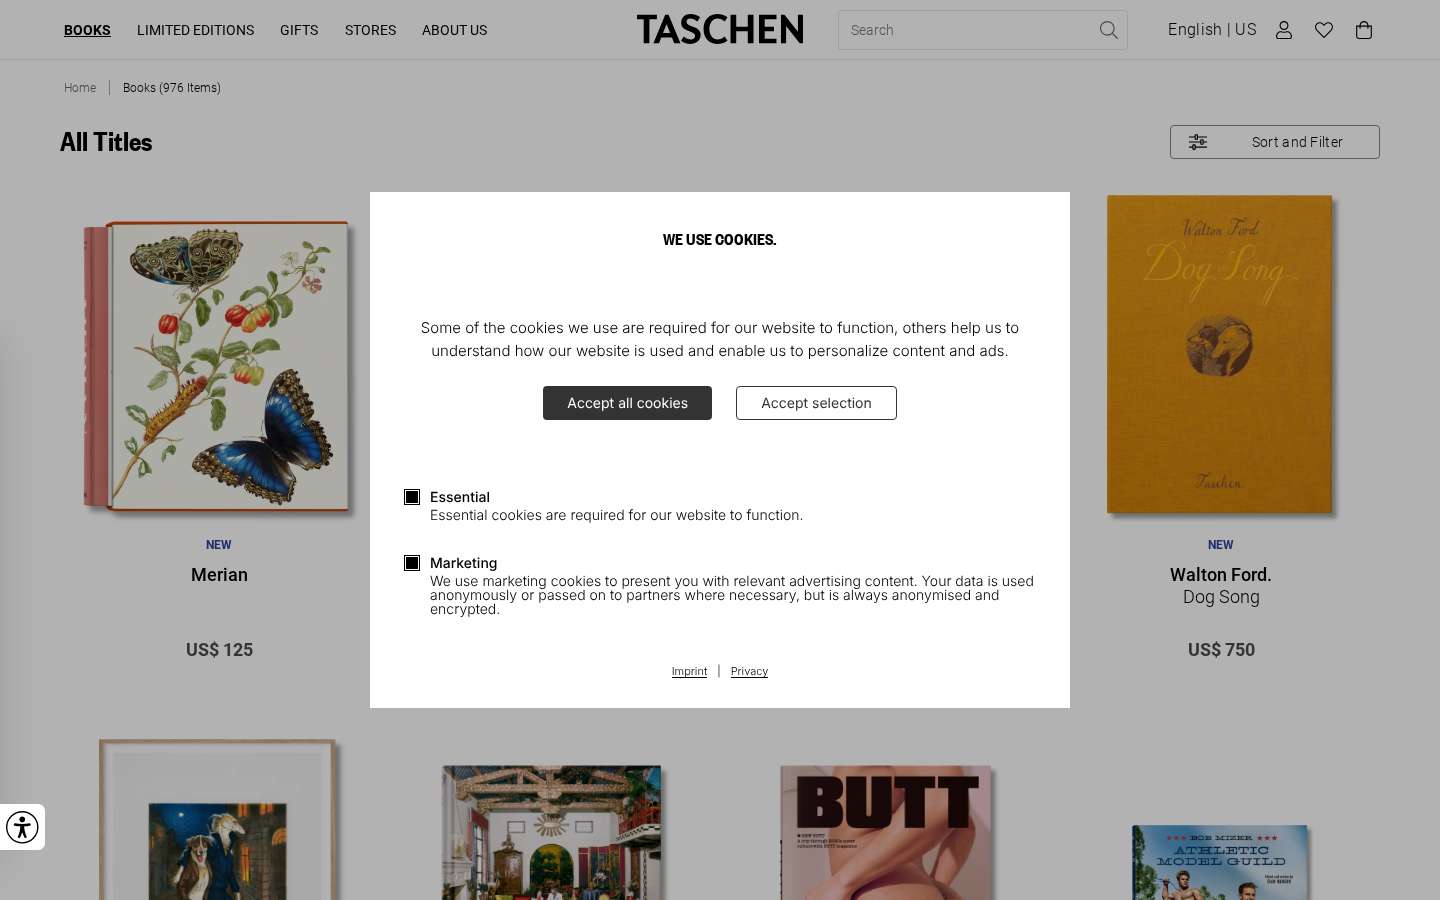 BOOKS
LIMITED EDITIONS
GIFTS
STORES
ABOUT US
TASCHEN
Search
English | US
Home
Books (976 Items)
All Titles
Sort and Filter
WE USE COOKIES.
Some of the cookies we use are required for our website to function, others help us to
understand how our website is used and enable us to personalize content and ads.
Accept all cookies
Accept selection
Essential
Essential cookies are required for our website to function.
Marketing
We use marketing cookies to present you with relevant advertising content. Your data is used
anonymously or passed on to partners where necessary, but is always anonymised and
encrypted.
Imprint | Privacy
Walton Ford
Dog Song
Taschen
NEW
Merian
US$ 125
NEW
Walton Ford.
Dog Song
US$ 750
BUTT
BOB MIZER
ATHLETIC
MODEL GUILD